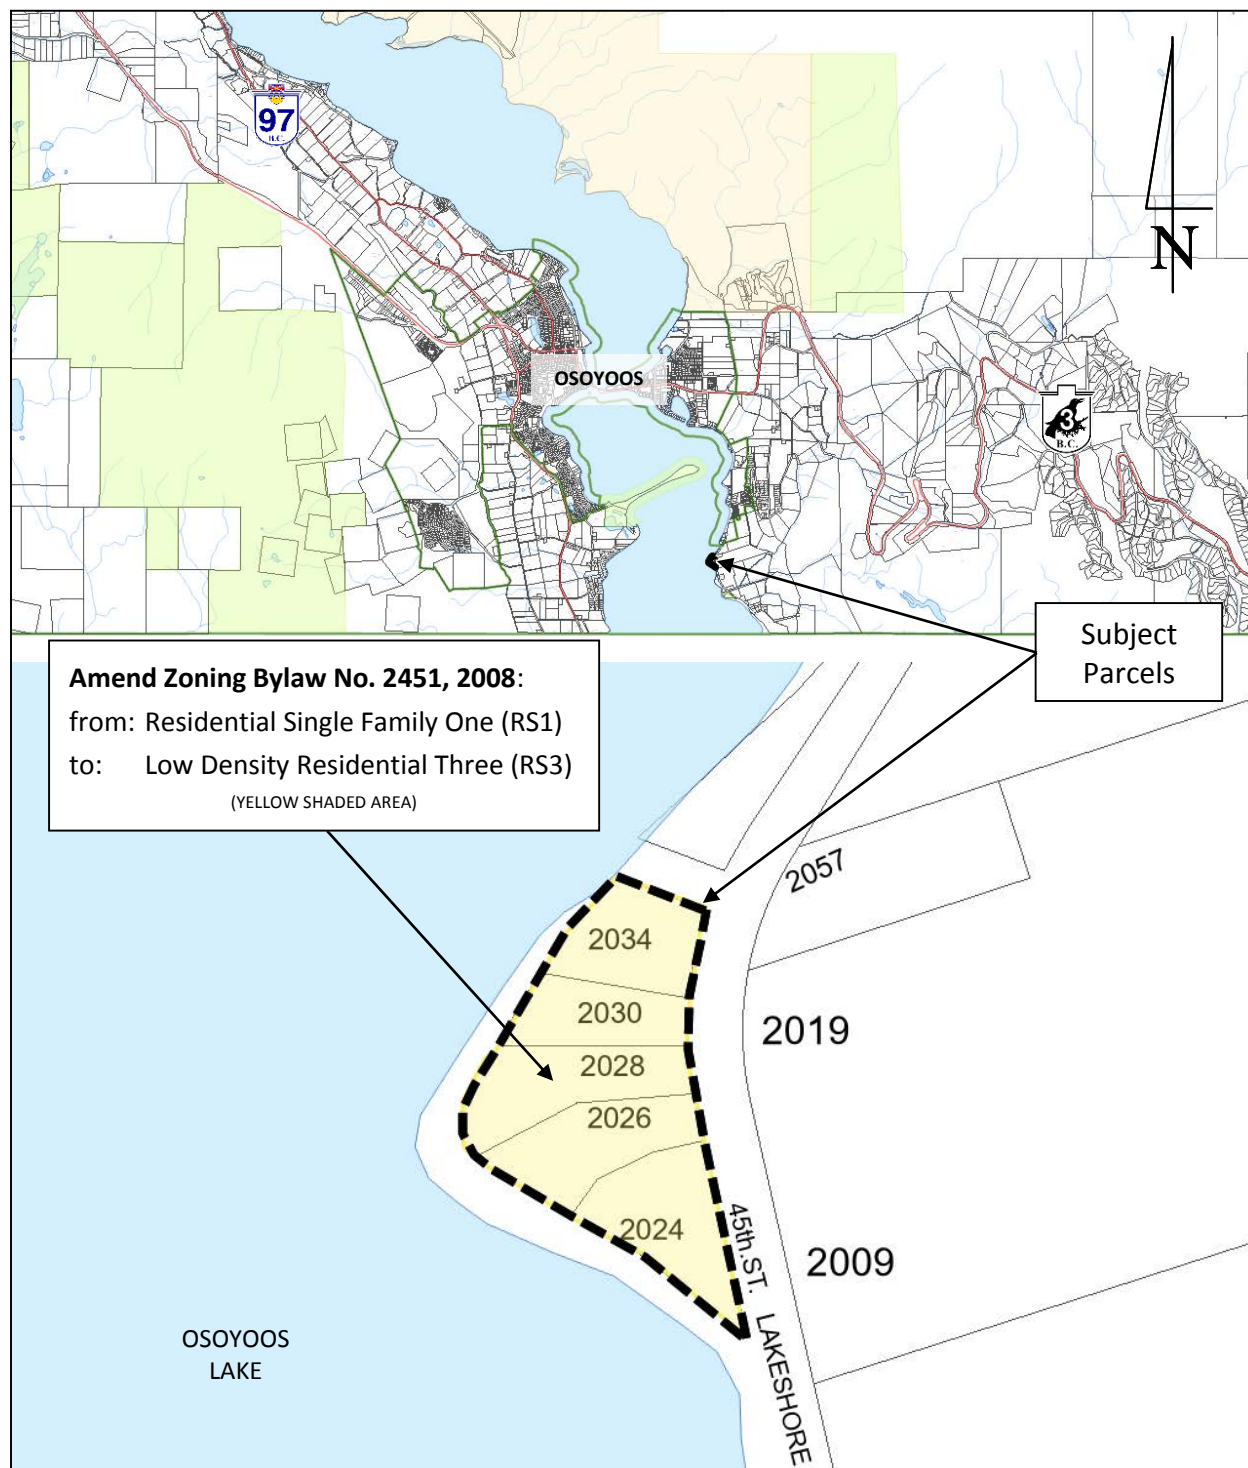 97
B.C.
N
OSOYOOS
3
B.C.
Subject
Parcels
Amend Zoning Bylaw No. 2451, 2008:
from: Residential Single Family One (RS1)
to: Low Density Residential Three (RS3)
(YELLOW SHADED AREA)
2057
2034
2030
2019
2028
2026
2024
45th.ST.
2009
LAKESHORE
OSOYOOS
LAKE